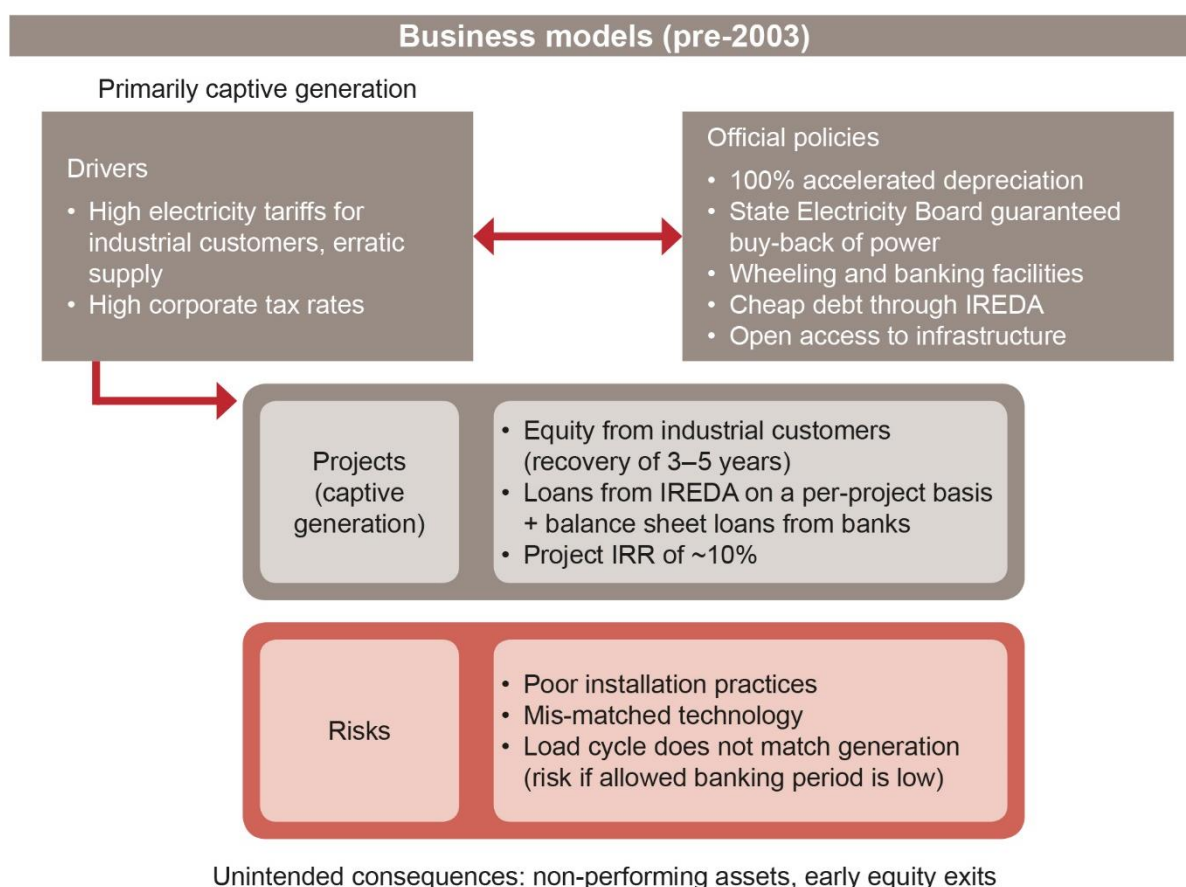 Business models (pre-2003)
Primarily captive generation
Drivers
• High electricity tariffs for
industrial customers, erratic
supply
• High corporate tax rates
Official policies
• 100% accelerated depreciation
• State Electricity Board guaranteed
buy-back of power
• Wheeling and banking facilities
• Cheap debt through IREDA
• Open access to infrastructure
Projects
(captive
generation)
• Equity from industrial customers
(recovery of 3–5 years)
• Loans from IREDA on a per-project basis
+ balance sheet loans from banks
• Project IRR of ~10%
Risks
• Poor installation practices
• Mis-matched technology
• Load cycle does not match generation
(risk if allowed banking period is low)
Unintended consequences: non-performing assets, early equity exits